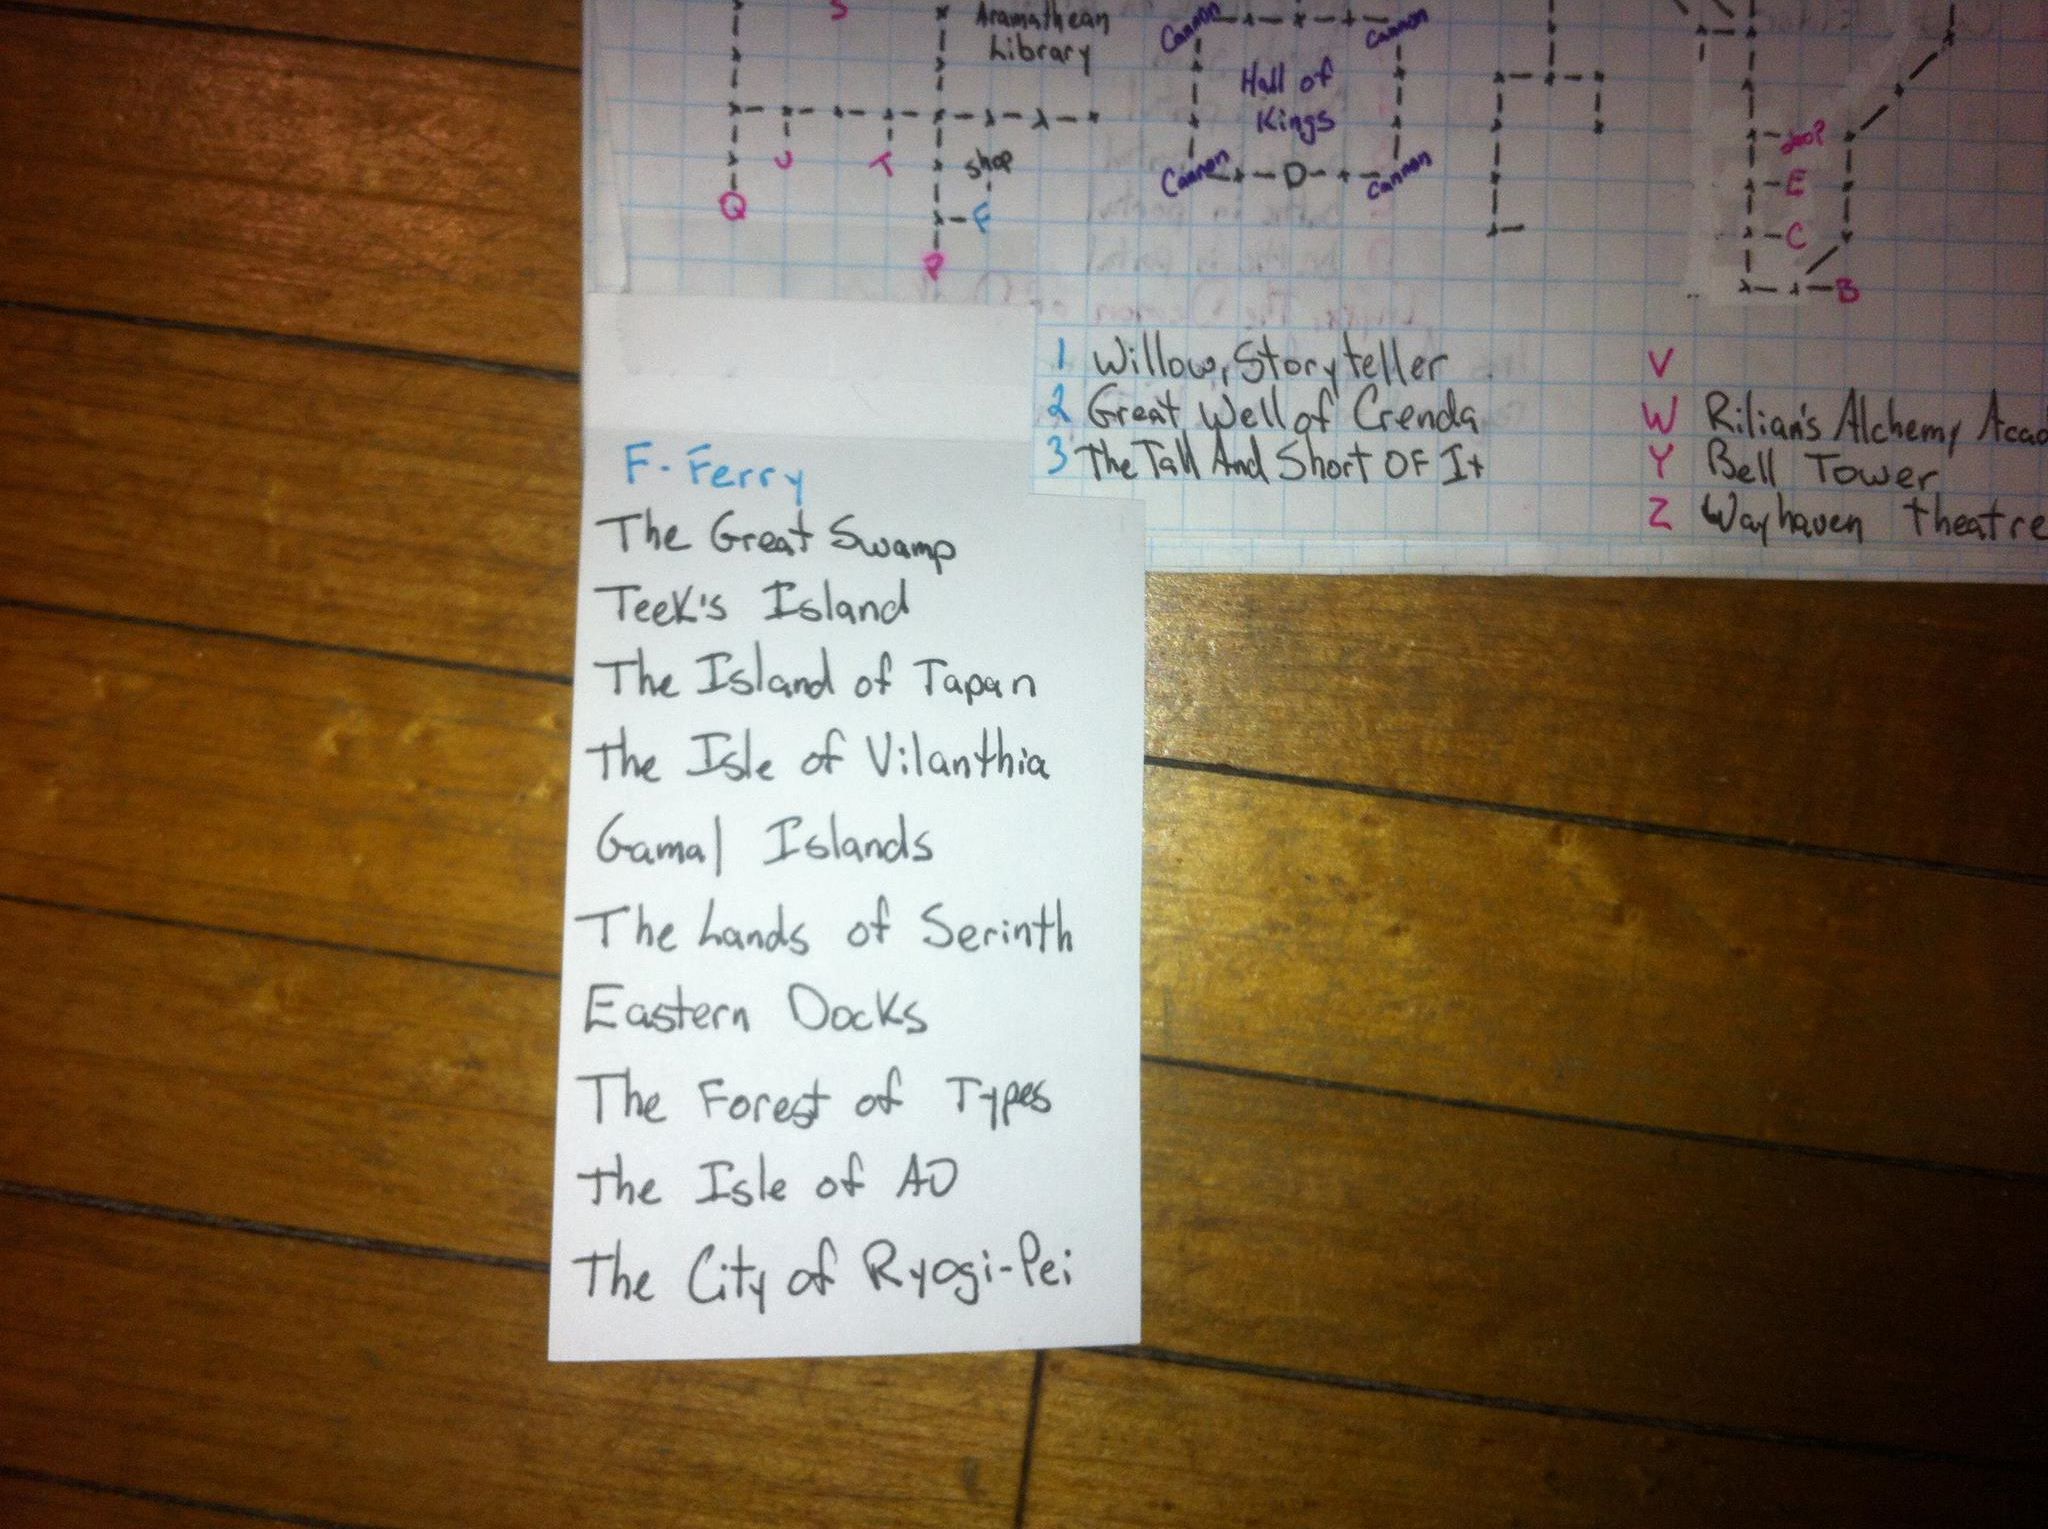 S
Aramathean
Library
Cannon
Cannon
Hall of
Kings
Cannon
D
Cannon
J
T
shop
Q
F
P
E
C
B
1 Willow, Storyteller
2 Great Well of Crenda
3 The Tall And Short Of It
V
W Rilian's Alchemy Acad
Y Bell Tower
Z Wayhaven Theatre
F - Ferry
The Great Swamp
Teek's Island
The Island of Tapan
The Isle of Vilanthia
Gamal Islands
The Lands of Serinth
Eastern Docks
The Forest of Types
The Isle of AO
The City of Ryogi-Pei